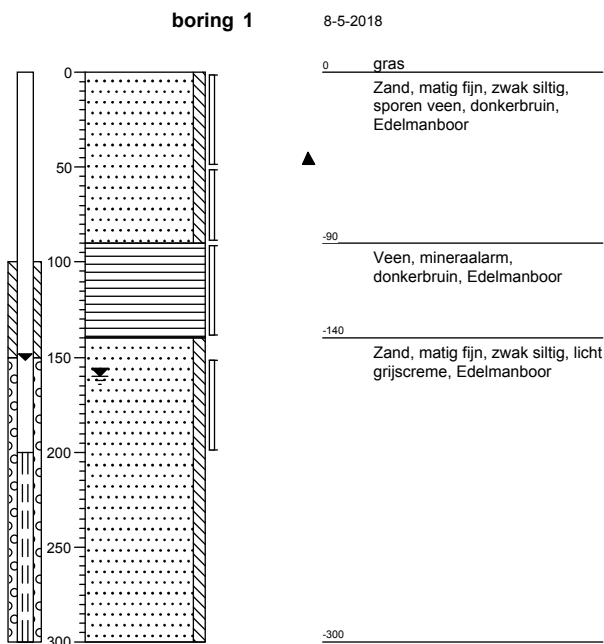 boring 1
8-5-2018
0
50
100
150
200
250
300
0
gras
Zand, matig fijn, zwak siltig,
sporen veen, donkerbruin,
Edelmanboor
-90
Veen, mineraalarm,
donkerbruin, Edelmanboor
-140
Zand, matig fijn, zwak siltig, licht
grijscreme, Edelmanboor
-300